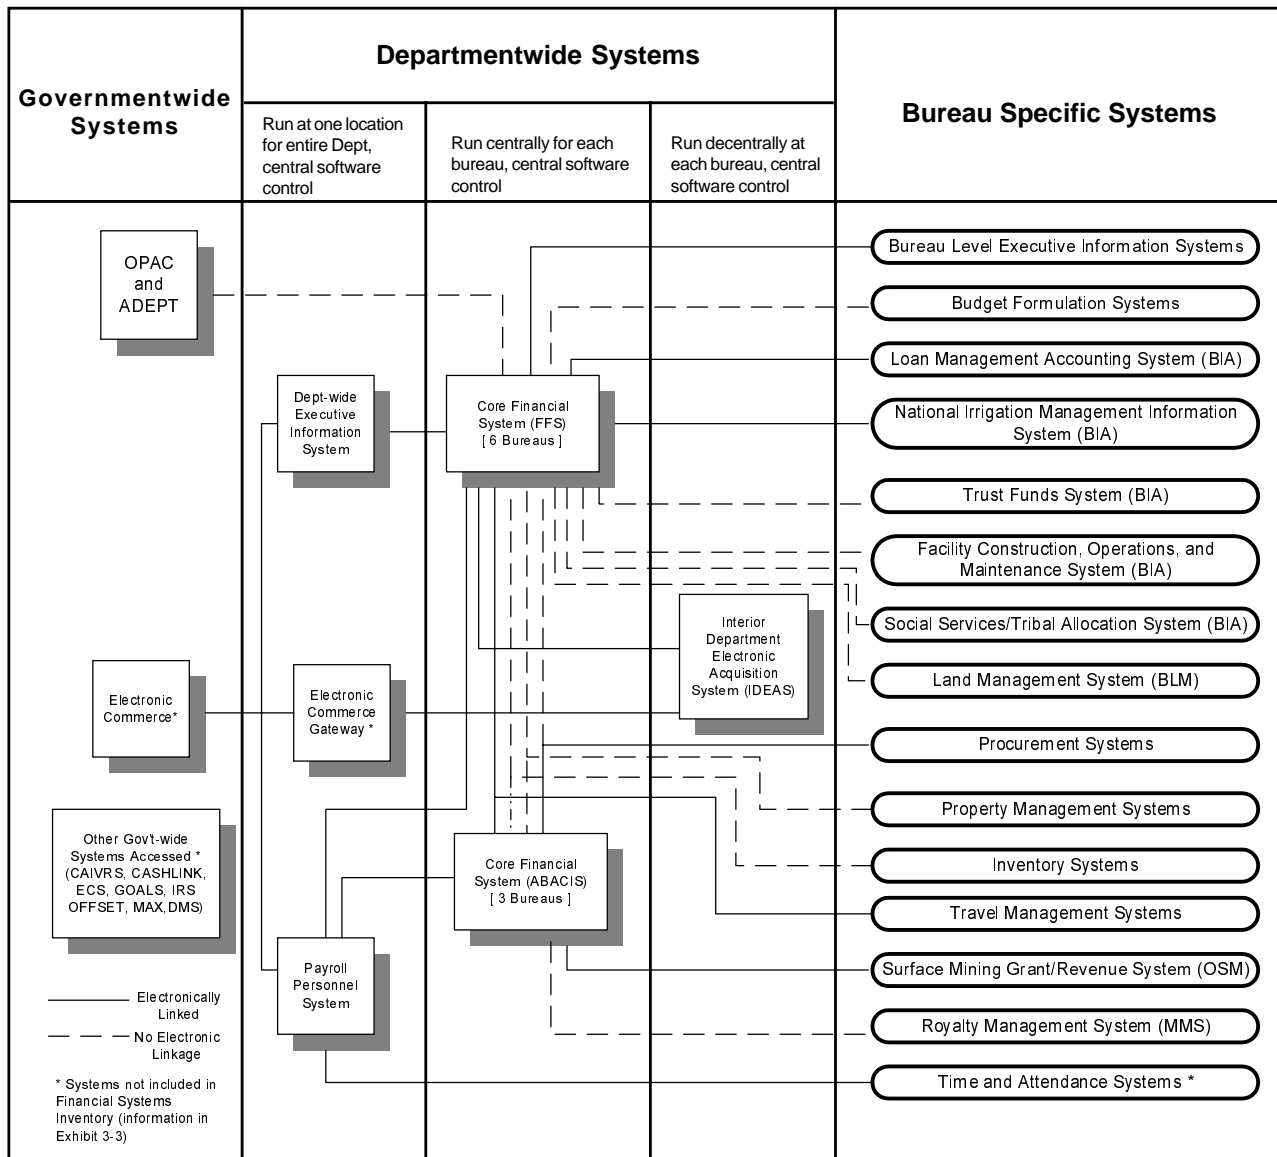 Governmentwide
Systems
Departmentwide Systems
Bureau Specific Systems
Run at one location
for entire Dept,
central software
control
Run centrally for each
bureau, central software
control
Run decentrally at
each bureau, central
software control
OPAC
and
ADEPT
Electronic
Commerce*
Other Gov't-wide
Systems Accessed *
(CAIVRS, CASHLINK,
ECS, GOALS, IRS
OFFSET, MAX,DMS)
Electronically
Linked
No Electronic
Linkage
* Systems not included in
Financial Systems
Inventory (information in
Exhibit 3-3)
Dept-wide
Executive
Information
System
Electronic
Commerce
Gateway *
Payroll
Personnel
System
Core Financial
System (FFS)
[ 6 Bureaus ]
Core Financial
System (ABACIS)
[ 3 Bureaus ]
Interior
Department
Electronic
Acquisition
System (IDEAS)
Bureau Level Executive Information Systems
Budget Formulation Systems
Loan Management Accounting System (BIA)
National Irrigation Management Information
System (BIA)
Trust Funds System (BIA)
Facility Construction, Operations, and
Maintenance System (BIA)
Social Services/Tribal Allocation System (BIA)
Land Management System (BLM)
Procurement Systems
Property Management Systems
Inventory Systems
Travel Management Systems
Surface Mining Grant/Revenue System (OSM)
Royalty Management System (MMS)
Time and Attendance Systems *